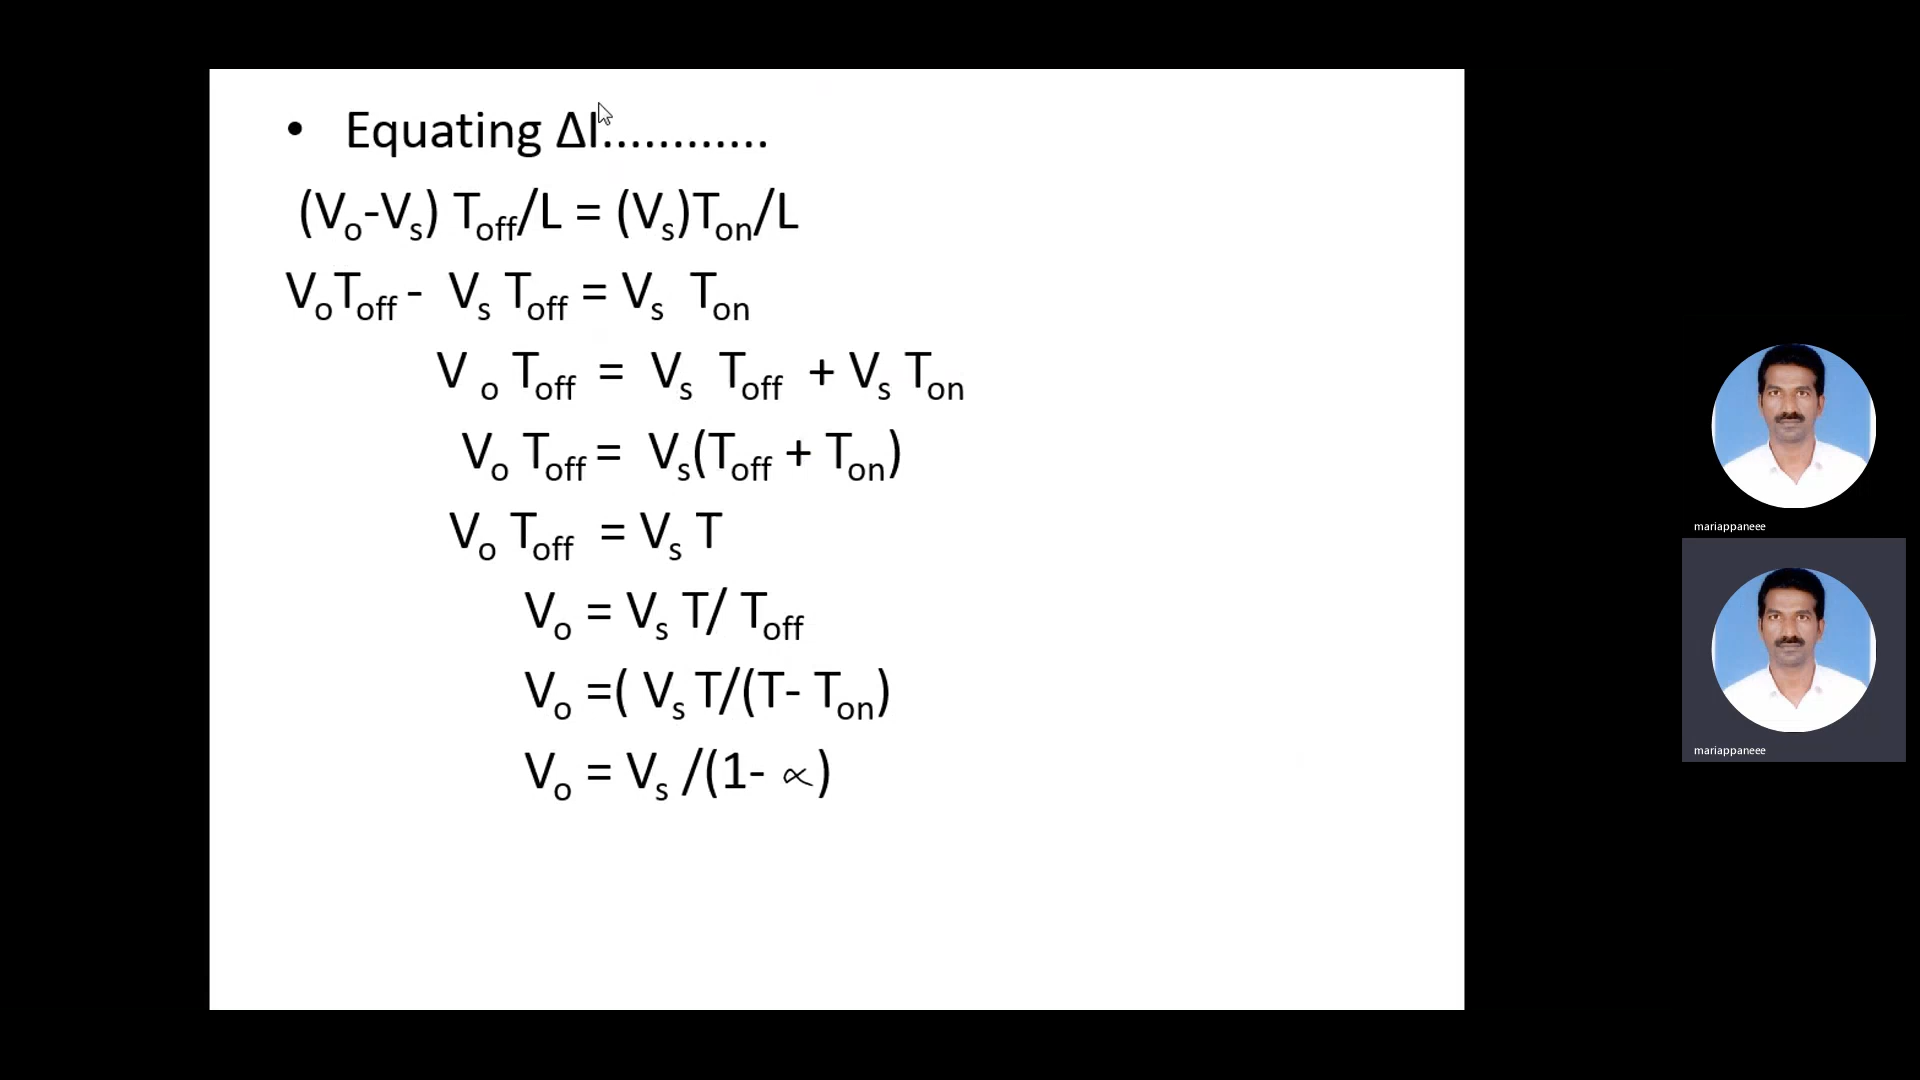 • Equating ΔI............
(Vo-Vs) Toff/L = (Vs)Ton/L
VoToff - Vs Toff = Vs Ton
V o Toff = Vs Toff + Vs Ton
Vo Toff = Vs(Toff + Ton)
Vo Toff = Vs T
Vo = Vs T/ Toff
Vo =( Vs T/(T- Ton)
Vo = Vs /(1- ∝)
mariappaneee
mariappaneee